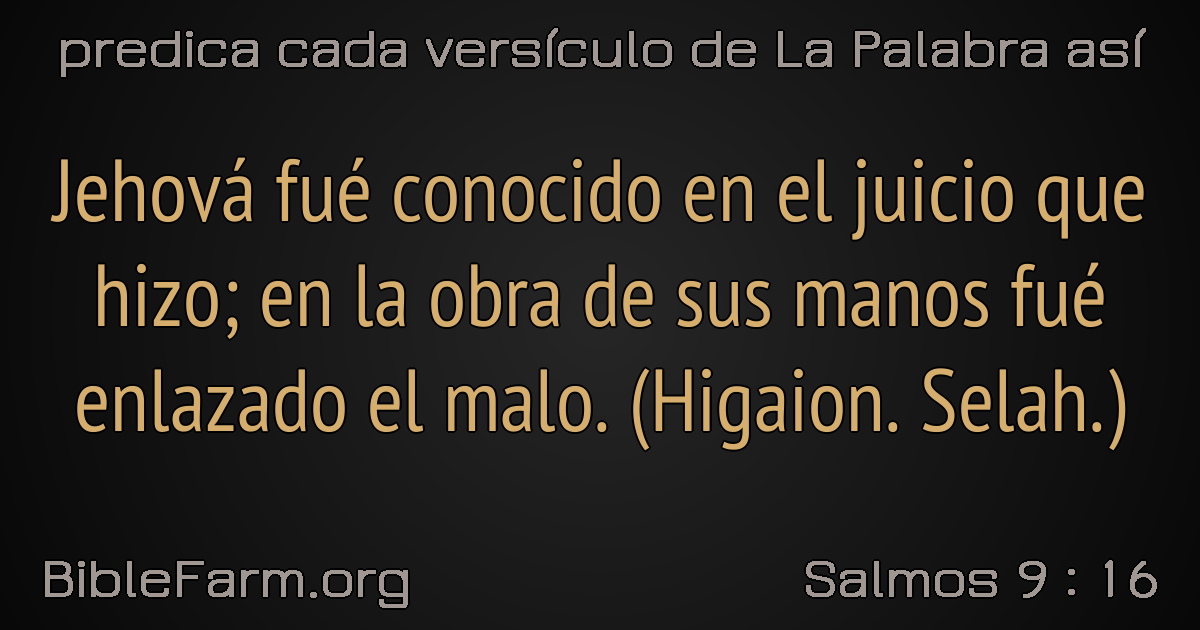 predica cada versículo de La Palabra así
Jehová fué conocido en el juicio que
hizo; en la obra de sus manos fué
enlazado el malo. (Higaion. Selah.)
BibleFarm.org
Salmos 9 : 16